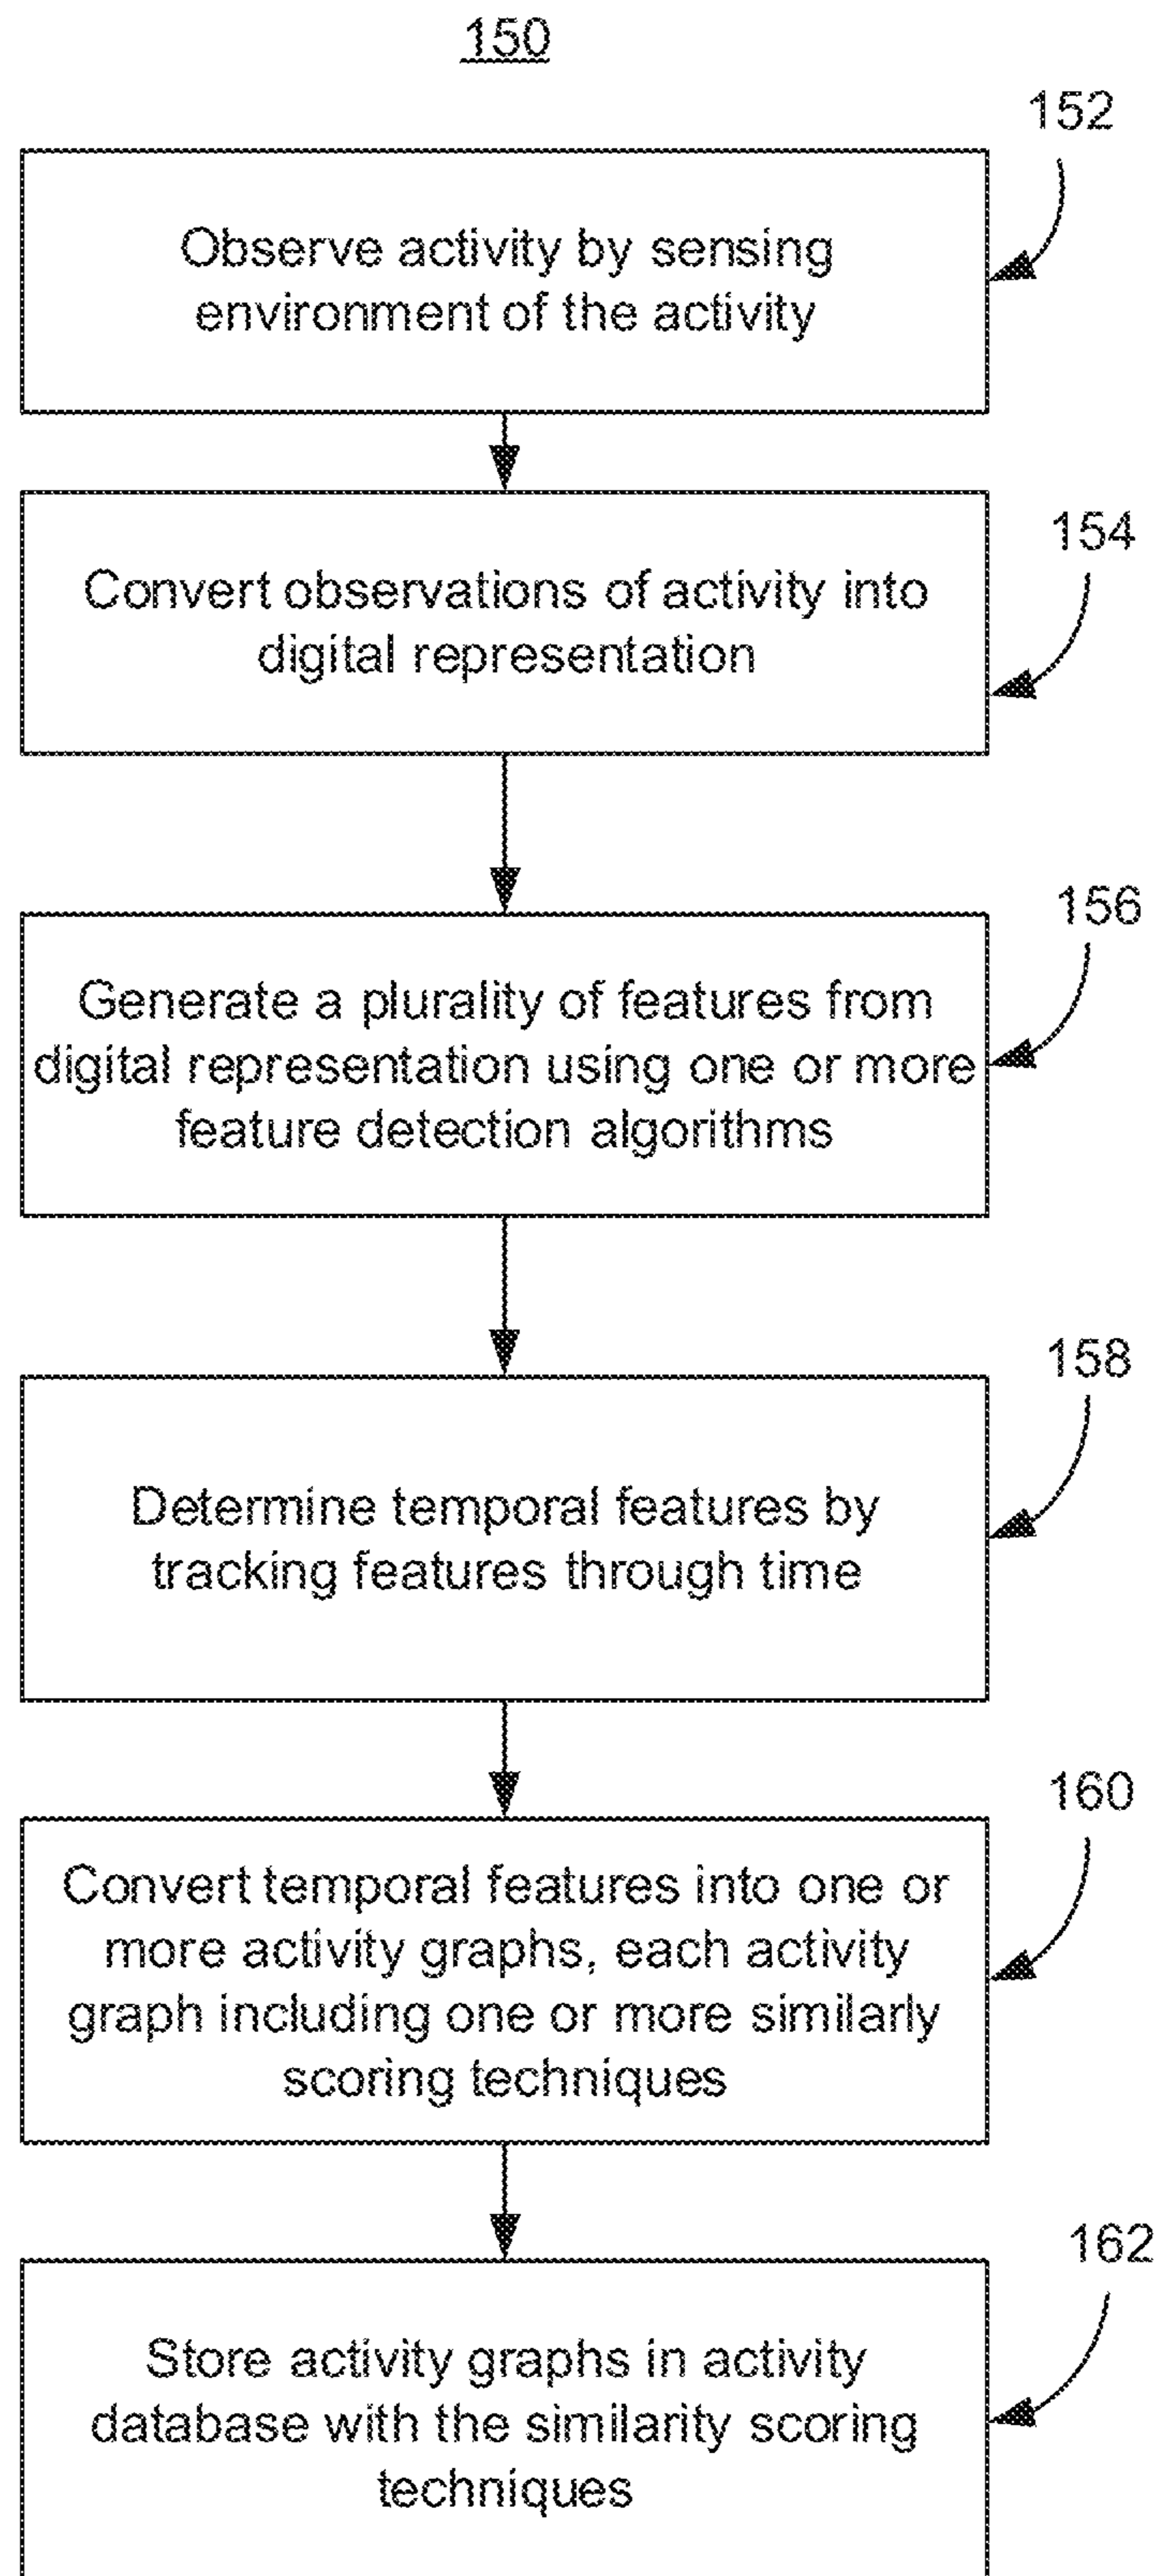 150
152
Observe activity by sensing
environment of the activity
154
Convert observations of activity into
digital representation
156
Generate a plurality of features from
digital representation using one or more
feature detection algorithms
158
Determine temporal features by
tracking features through time
160
Convert temporal features into one or
more activity graphs, each activity
graph including one or more similarly
scoring techniques
162
Store activity graphs in activity
database with the similarity scoring
techniques